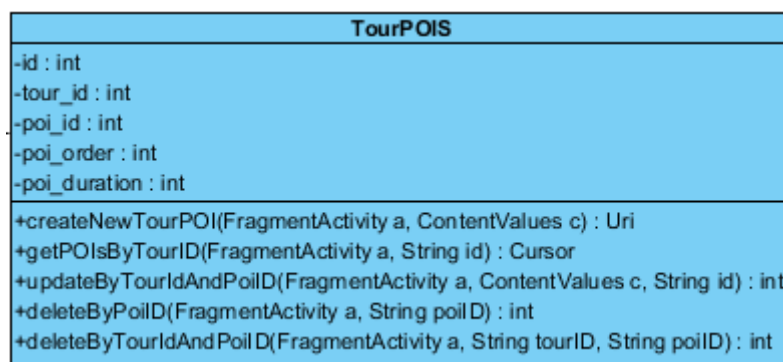 TourPOIS
-id : int
-tour_id : int
-poi_id : int
-poi_order : int
-poi_duration : int
+createNewTourPOI(FragmentActivity a, ContentValues c) : Uri
+getPOIsByTourID(FragmentActivity a, String id) : Cursor
+updateByTourIdAndPoiID(FragmentActivity a, ContentValues c, String id) : int
+deleteByPoiID(FragmentActivity a, String poiID) : int
+deleteByTourIdAndPoiID(FragmentActivity a, String tourID, String poiID) : int